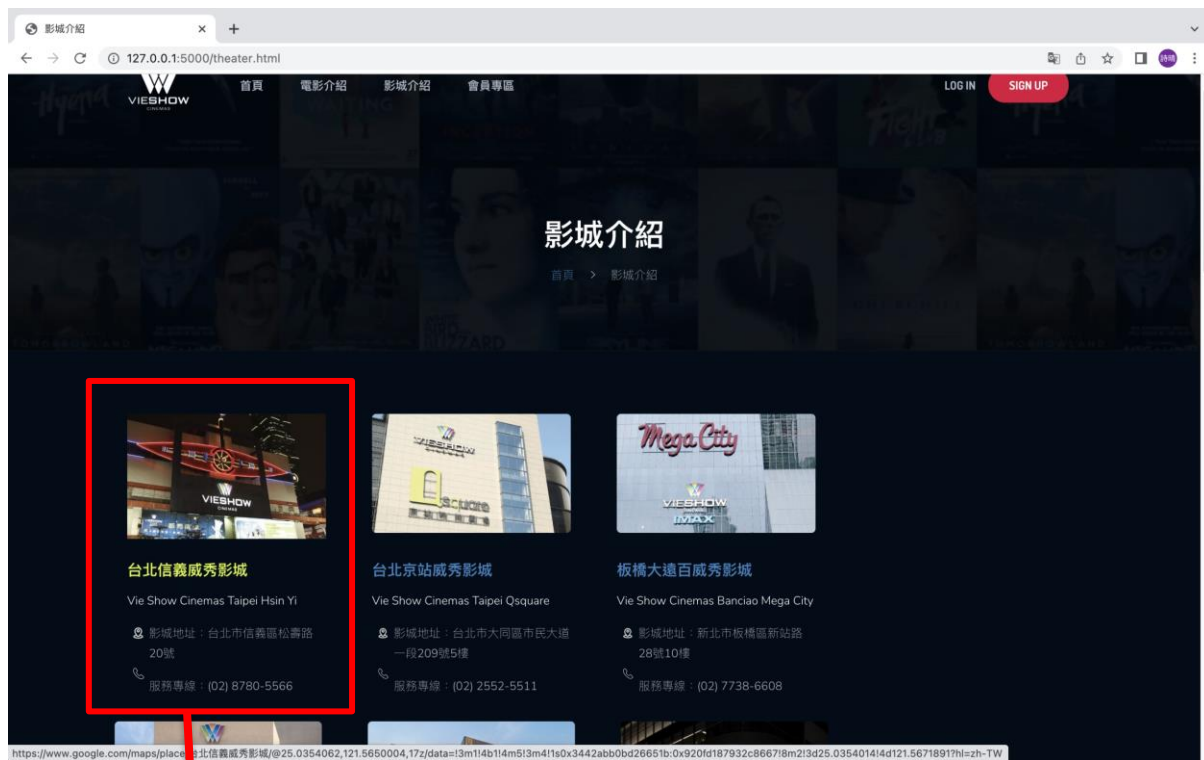 影城介紹
127.0.0.1:5000/theater.html
詩晴
VIESHOW
CINEMAS
首頁 電影介紹 影城介紹 會員專區
LOG IN SIGN UP
影城介紹
首頁 > 影城介紹
VIESHOW
CINEMAS
VIESHOW
Qsquare
Mega City
VIESHOW
IMAX
台北信義威秀影城
Vie Show Cinemas Taipei Hsin Yi
影城地址：台北市信義區松壽路
20號
服務專線：(02) 8780-5566
台北京站威秀影城
Vie Show Cinemas Taipei Qsquare
影城地址：台北市大同區市民大道
一段209號5樓
服務專線：(02) 2552-5511
板橋大遠百威秀影城
Vie Show Cinemas Banciao Mega City
影城地址：新北市板橋區新站路
28號10樓
服務專線：(02) 7738-6608
https://www.google.com/maps/place/台北信義威秀影城/@25.0354062,121.5650004,17z/data=!3m1!4b1!4m5!3m4!1s0x3442abb0bd26651b:0x920fd187932c8667!8m2!3d25.0354014!4d121.5671891?hl=zh-TW